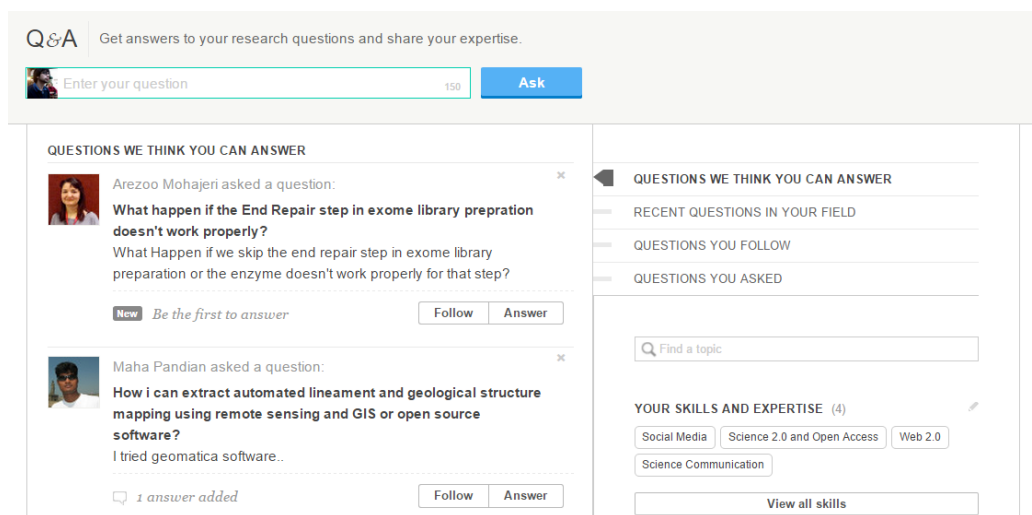 Q&A Get answers to your research questions and share your expertise.
Enter your question 150 Ask
QUESTIONS WE THINK YOU CAN ANSWER
Arezoo Mohajeri asked a question:
What happen if the End Repair step in exome library prepration
doesn't work properly?
What Happen if we skip the end repair step in exome library
preparation or the enzyme doesn't work properly for that step?
New Be the first to answer Follow Answer
Maha Pandian asked a question:
How i can extract automated lineament and geological structure
mapping using remote sensing and GIS or open source
software?
I tried geomatica software..
1 answer added Follow Answer
QUESTIONS WE THINK YOU CAN ANSWER
RECENT QUESTIONS IN YOUR FIELD
QUESTIONS YOU FOLLOW
QUESTIONS YOU ASKED
Find a topic
YOUR SKILLS AND EXPERTISE (4)
Social Media Science 2.0 and Open Access Web 2.0
Science Communication
View all skills